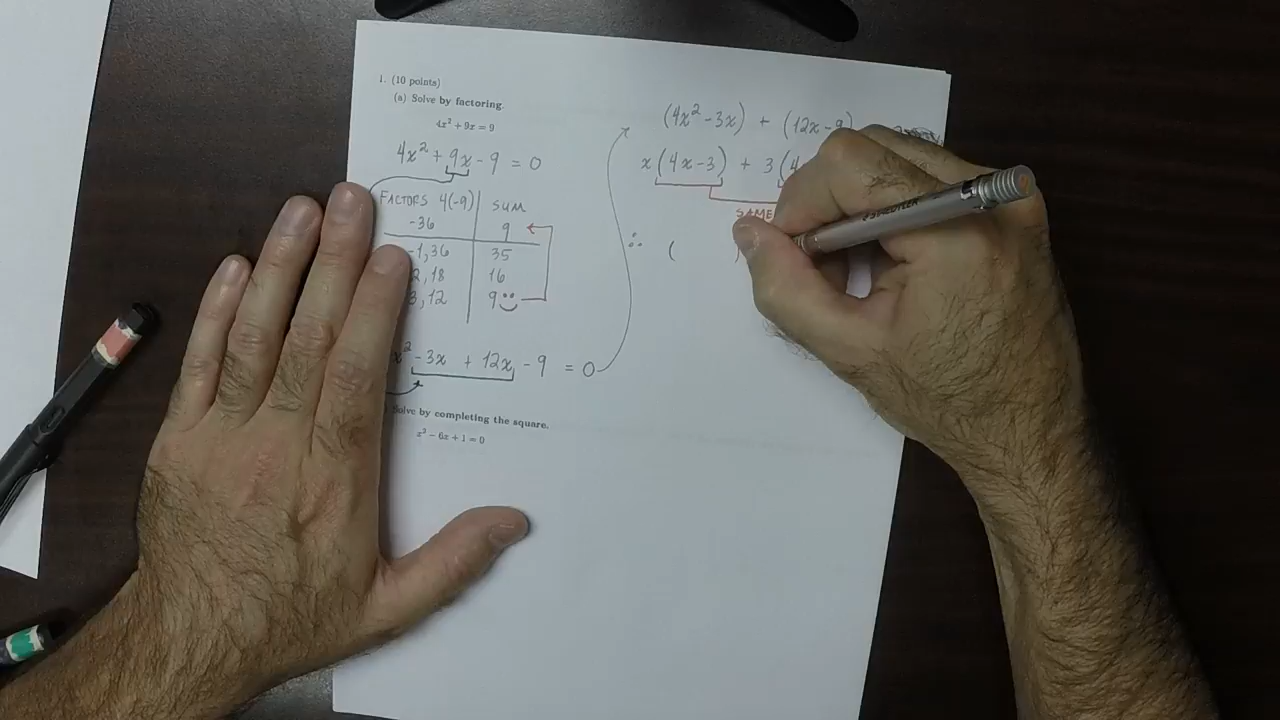 1. (10 points)
(a) Solve by factoring.
4x² + 9x = 9
4x² + 9x - 9 = 0
FACTORS 4(-9) | SUM
-36 | 9
-1, 36 | 35
2, 18 | 16
3, 12 | 9
x² - 3x + 12x - 9 = 0
Solve by completing the square.
x² - 6x + 1 = 0
(4x² - 3x) + (12x - 9)
x(4x - 3) + 3(4
SAME
∴ ( )
STAEDTLER